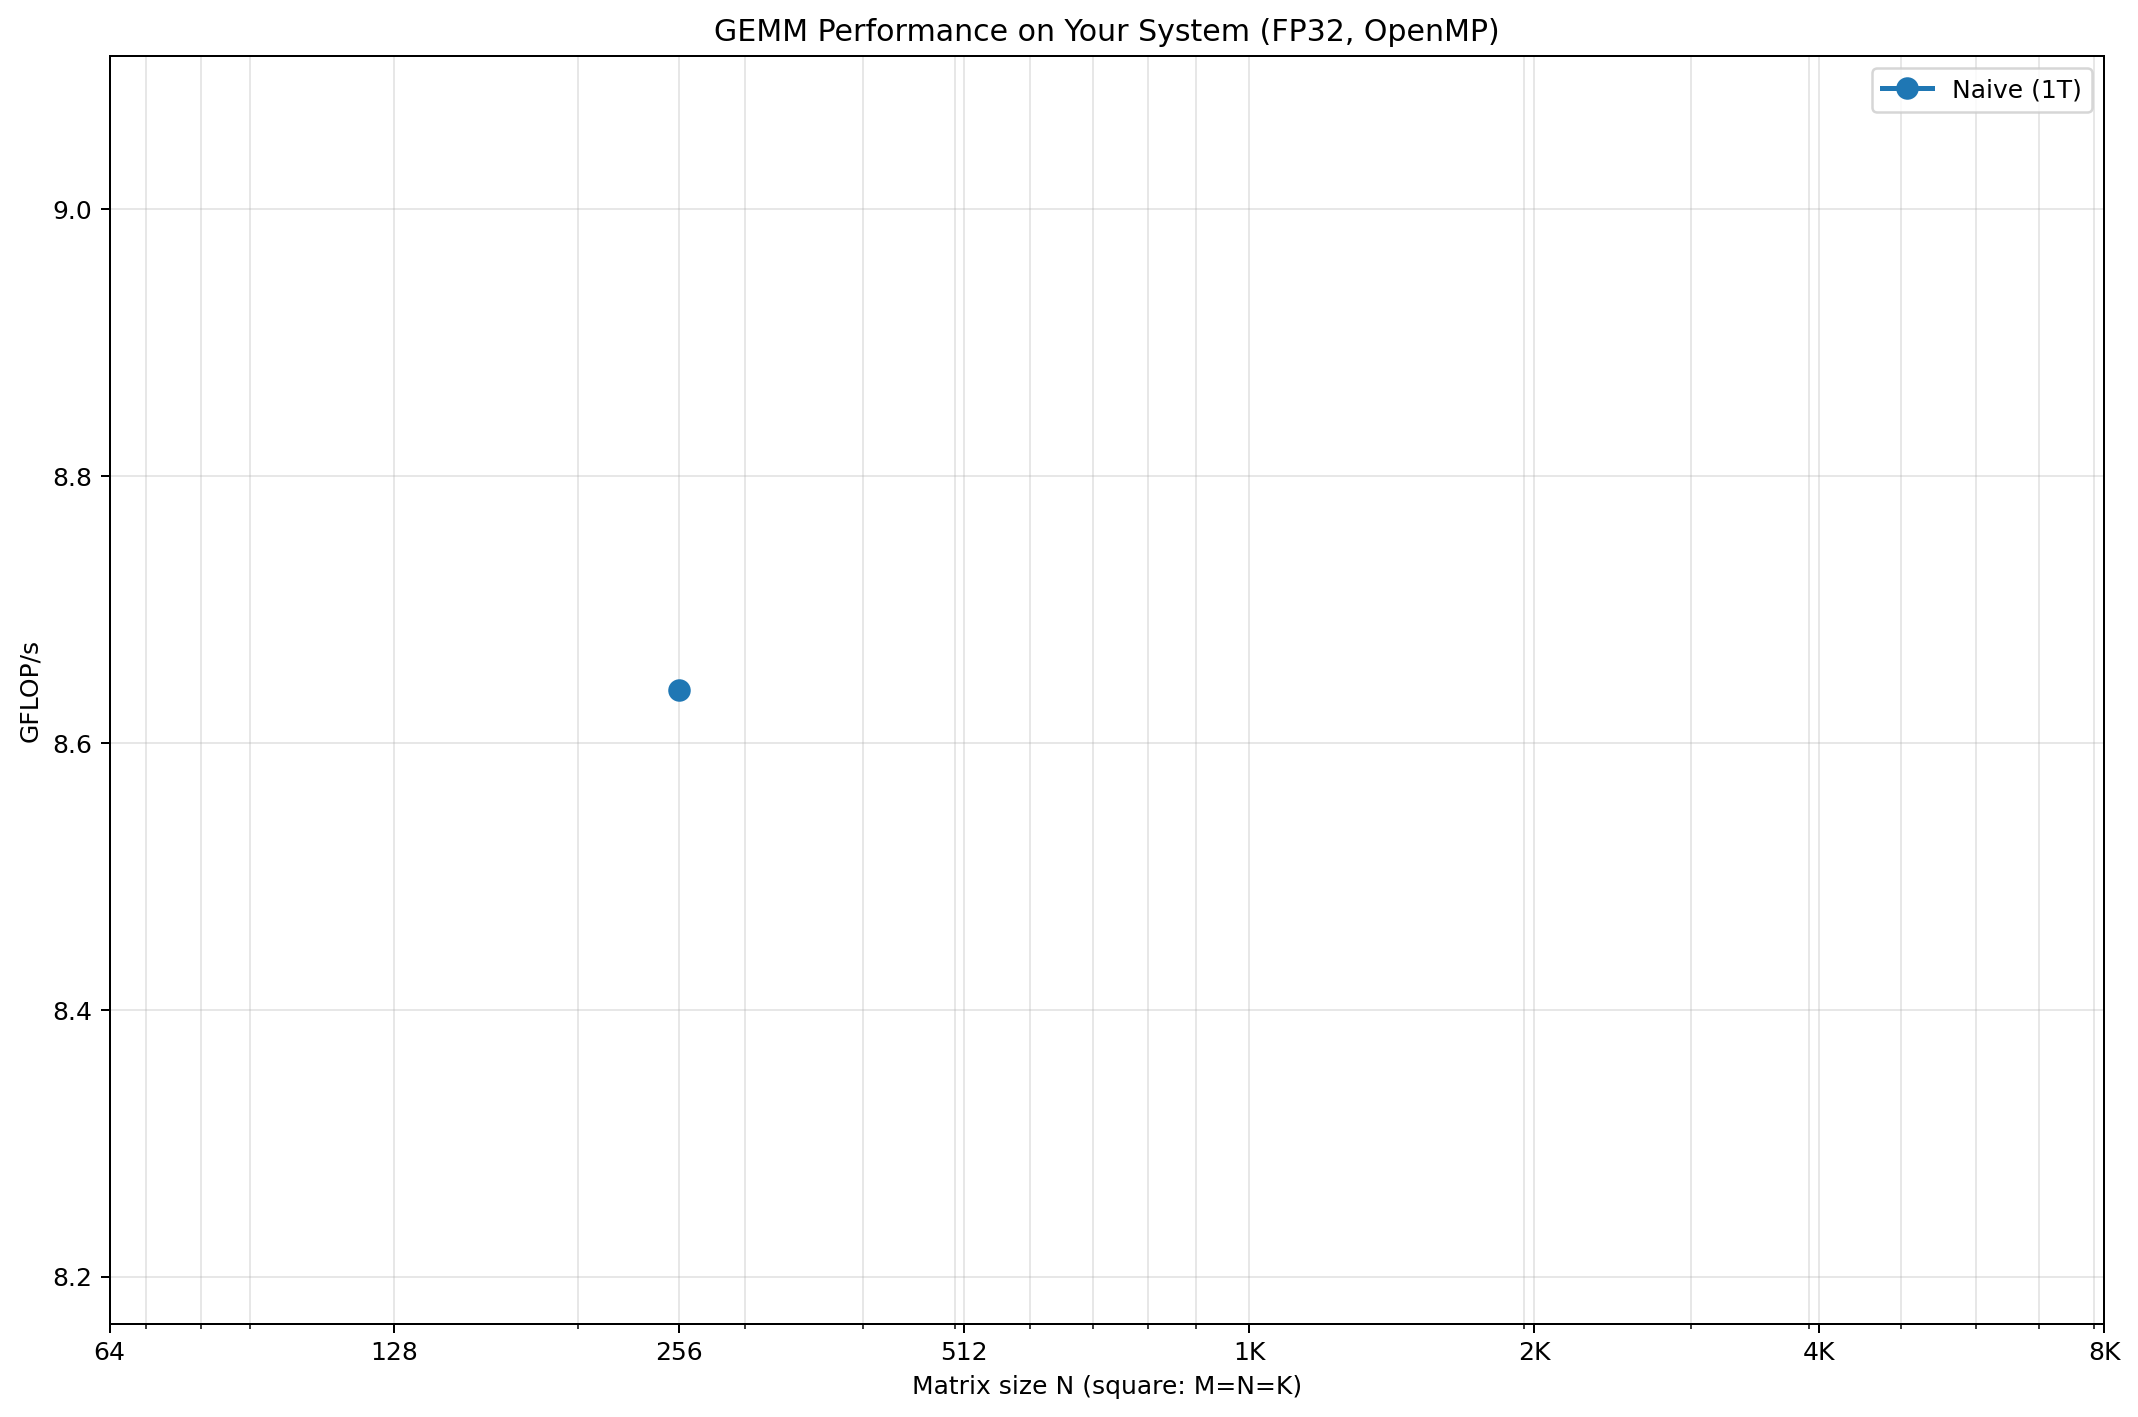 GEMM Performance on Your System (FP32, OpenMP)
Naive (1T)
9.0
8.8
8.6
8.4
8.2
GFLOP/s
64 128 256 512 1K 2K 4K 8K
Matrix size N (square: M=N=K)